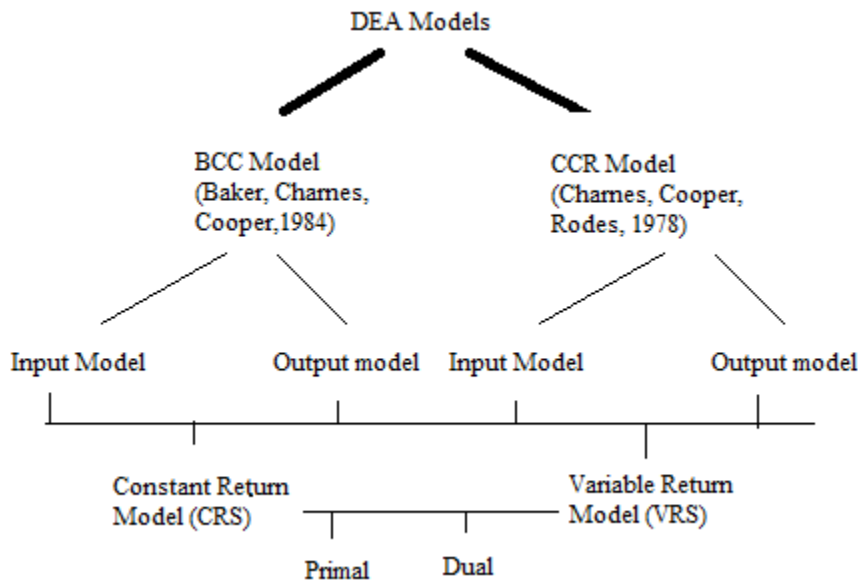 DEA Models
BCC Model
(Baker, Charnes,
Cooper,1984)
CCR Model
(Charnes, Cooper,
Rodes, 1978)
Input Model
Output model
Input Model
Output model
Constant Return
Model (CRS)
Variable Return
Model (VRS)
Primal
Dual